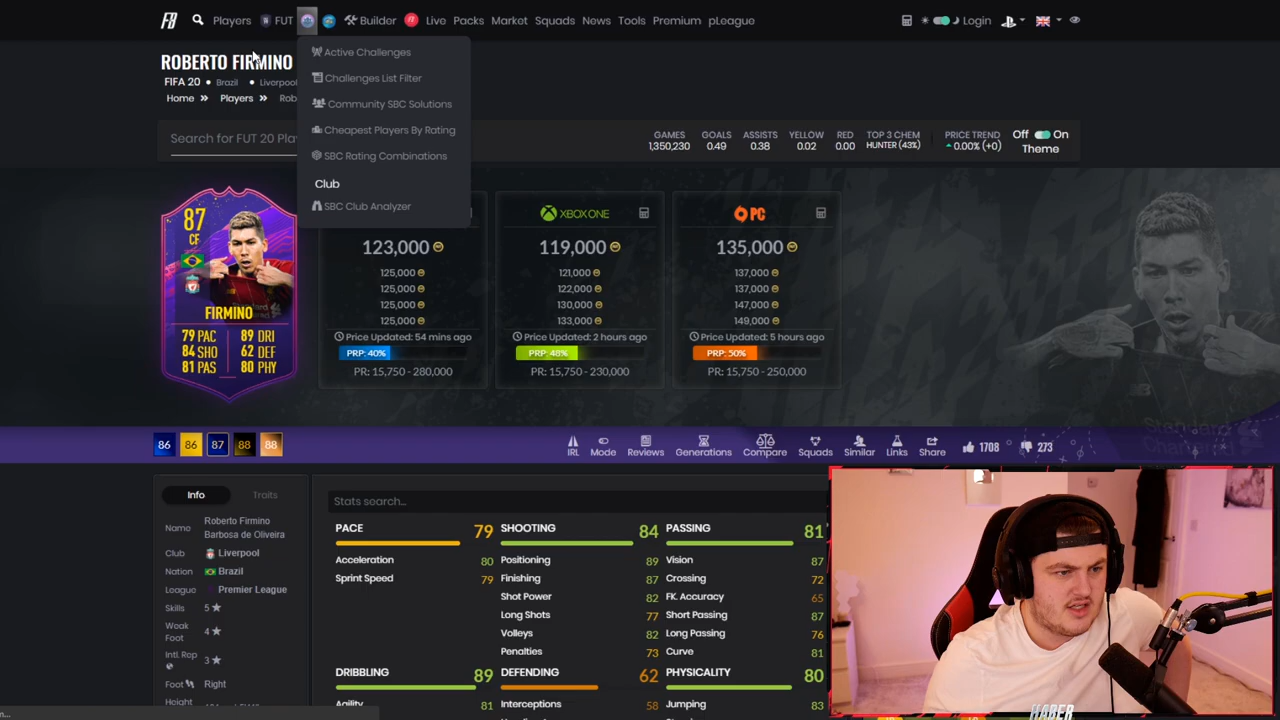 F8 Players FUT Builder Live Packs Market Squads News Tools Premium pLeague Login
Active Challenges
Challenges List Filter
Community SBC Solutions
Cheapest Players By Rating
SBC Rating Combinations
Club
SBC Club Analyzer
ROBERTO FIRMINO
FIFA 20 • Brazil • Liverpool
Home » Players » Rob
Search for FUT 20 Pla
GAMES GOALS ASSISTS YELLOW RED TOP 3 CHEM PRICE TREND Off On
1,350,230 0.49 0.38 0.02 0.00 HUNTER (43%) 0.00% (+0) Theme
87
CF
FIRMINO
79 PAC 89 DRI
84 SHO 62 DEF
81 PAS 80 PHY
123,000
125,000
125,000
125,000
125,000
Price Updated: 54 mins ago
PRP: 40%
PR: 15,750 - 280,000
XBOX ONE
119,000
121,000
122,000
130,000
133,000
Price Updated: 2 hours ago
PRP: 48%
PR: 15,750 - 230,000
PC
135,000
137,000
137,000
147,000
149,000
Price Updated: 5 hours ago
PRP: 50%
PR: 15,750 - 250,000
86 86 87 88 88
IRL Mode Reviews Generations Compare Squads Similar Links Share 1708 273
Standard
Chartered
Info Traits
Name Roberto Firmino Barbosa de Oliveira
Club Liverpool
Nation Brazil
League Premier League
Skills 5
Weak Foot 4
Intl. Rep 3
Foot Right
Height
Stats search...
PACE 79
Acceleration 80
Sprint Speed 79
SHOOTING 84
Positioning 89
Finishing 87
Shot Power 82
Long Shots 77
Volleys 82
Penalties 73
PASSING 81
Vision 87
Crossing 72
FK. Accuracy 65
Short Passing 87
Long Passing 76
Curve 81
DRIBBLING 89
Agility 81
DEFENDING 62
Interceptions 58
PHYSICALITY 80
Jumping 83
HABER